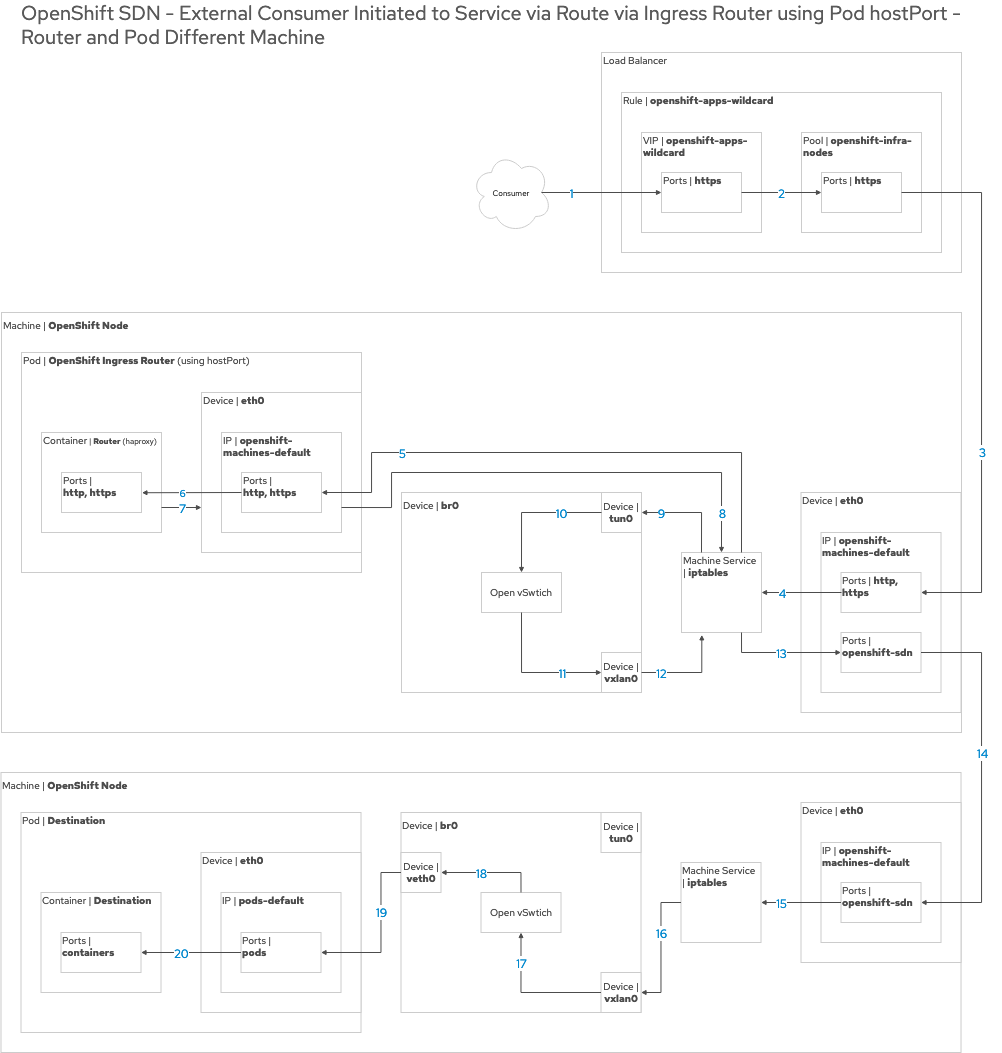 OpenShift SDN - External Consumer Initiated to Service via Route via Ingress Router using Pod hostPort -
Router and Pod Different Machine
Load Balancer
Rule | openshift-apps-wildcard
VIP | openshift-apps-
wildcard
Pool | openshift-infra-
nodes
Ports | https
Ports | https
Consumer
1
2
3
Machine | OpenShift Node
Pod | OpenShift Ingress Router (using hostPort)
Device | eth0
Container | Router (haproxy)
IP | openshift-
machines-default
Ports |
http, https
Ports |
http, https
5
6
7
8
Device | br0
Device |
tun0
9
10
Open vSwtich
11
Device |
vxlan0
12
Machine Service
| iptables
4
13
Device | eth0
IP | openshift-
machines-default
Ports | http,
https
Ports |
openshift-sdn
14
Machine | OpenShift Node
Pod | Destination
Device | eth0
Container | Destination
IP | pods-default
Ports |
containers
Ports |
pods
20
19
Device | br0
Device |
tun0
Device |
veth0
18
Open vSwtich
17
Device |
vxlan0
16
Machine Service
| iptables
15
Device | eth0
IP | openshift-
machines-default
Ports |
openshift-sdn